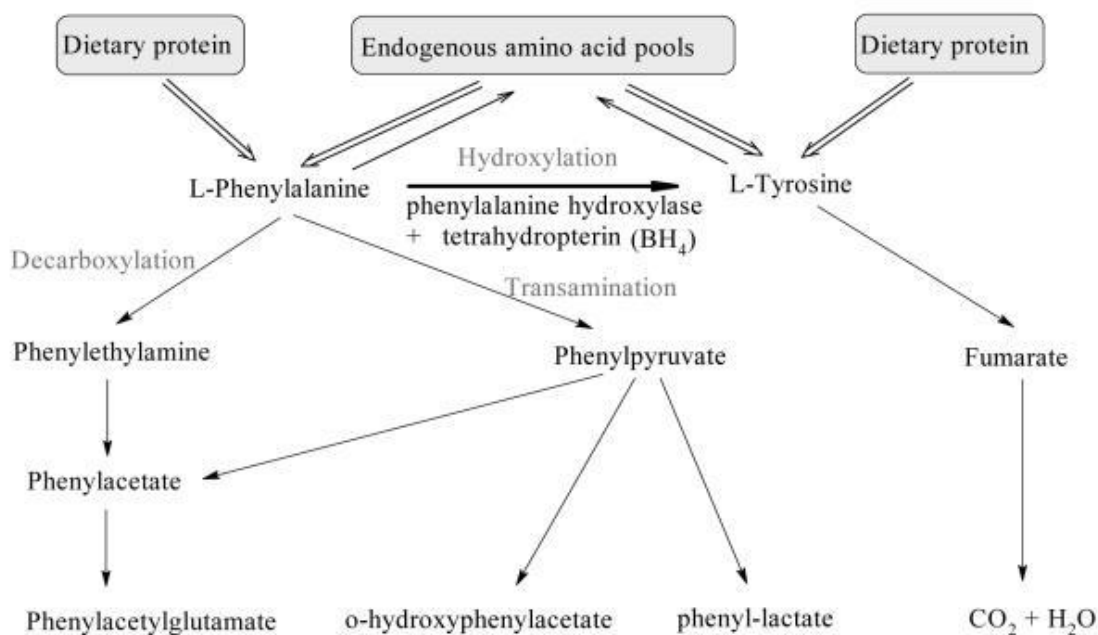 Dietary protein
Endogenous amino acid pools
Dietary protein
Hydroxylation
L-Phenylalanine
L-Tyrosine
phenylalanine hydroxylase
+ tetrahydropterin (BH₄)
Decarboxylation
Transamination
Phenylethylamine
Phenylpyruvate
Fumarate
Phenylacetate
Phenylacetylglutamate
o-hydroxyphenylacetate
phenyl-lactate
CO₂ + H₂O